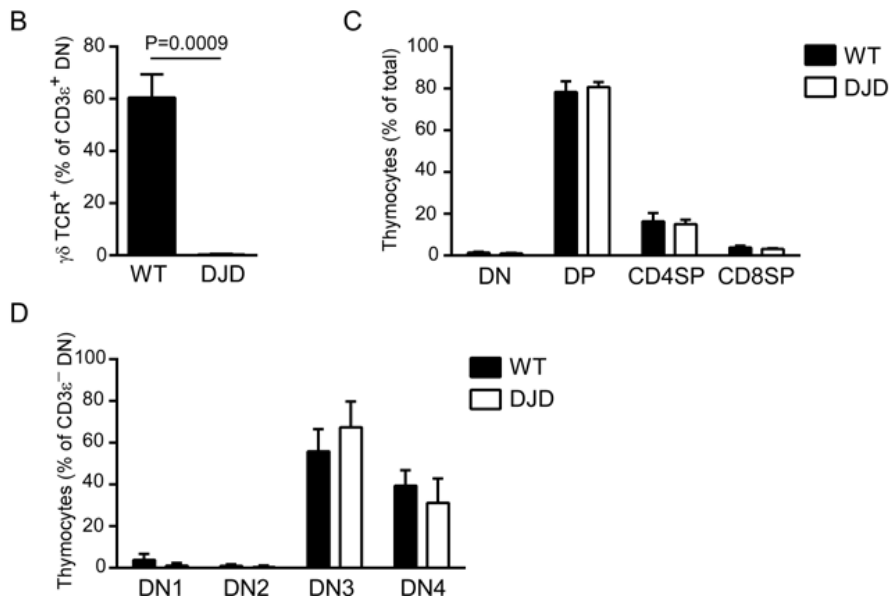 B
P=0.0009
γδ TCR⁺ (% of CD3ε⁺ DN)
80
60
40
20
0
WT DJD
C
Thymocytes (% of total)
100
80
60
40
20
0
DN DP CD4SP CD8SP
WT
DJD
D
Thymocytes (% of CD3ε⁻ DN)
100
80
60
40
20
0
DN1 DN2 DN3 DN4
WT
DJD